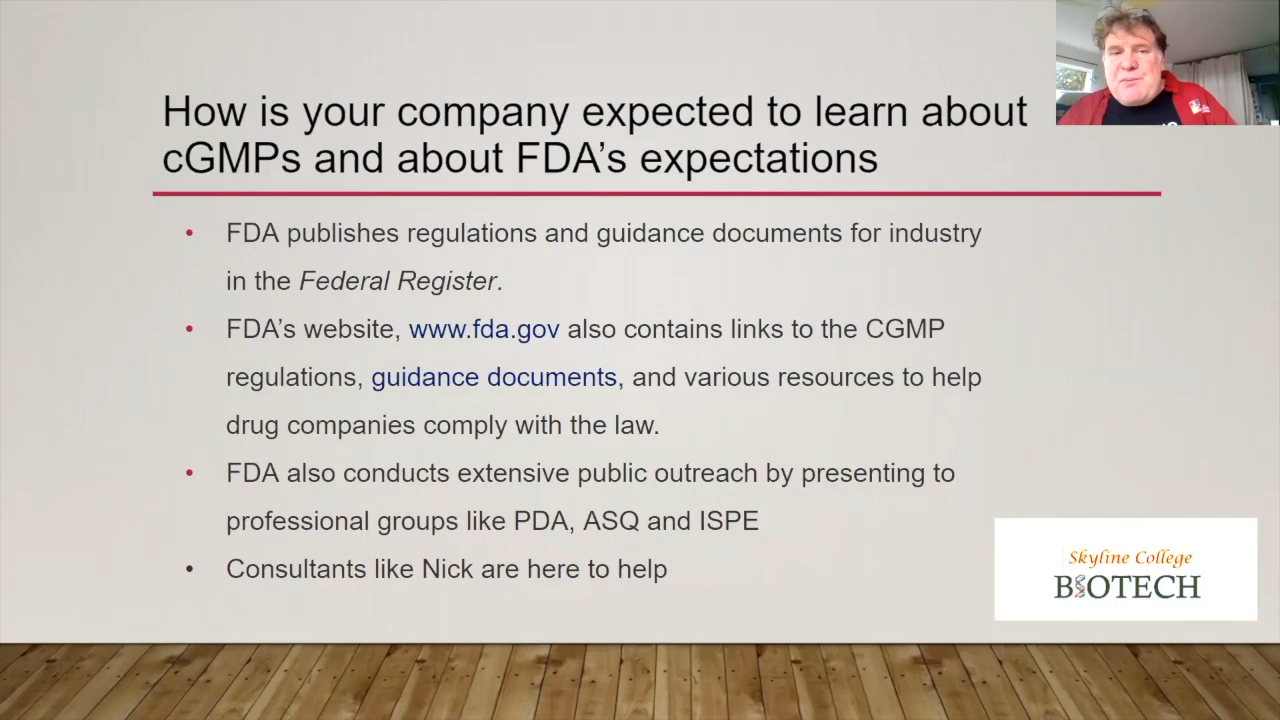 How is your company expected to learn about
cGMPs and about FDA’s expectations
• FDA publishes regulations and guidance documents for industry
in the Federal Register.
• FDA’s website, www.fda.gov also contains links to the CGMP
regulations, guidance documents, and various resources to help
drug companies comply with the law.
• FDA also conducts extensive public outreach by presenting to
professional groups like PDA, ASQ and ISPE
• Consultants like Nick are here to help
Skyline College
BIOTECH